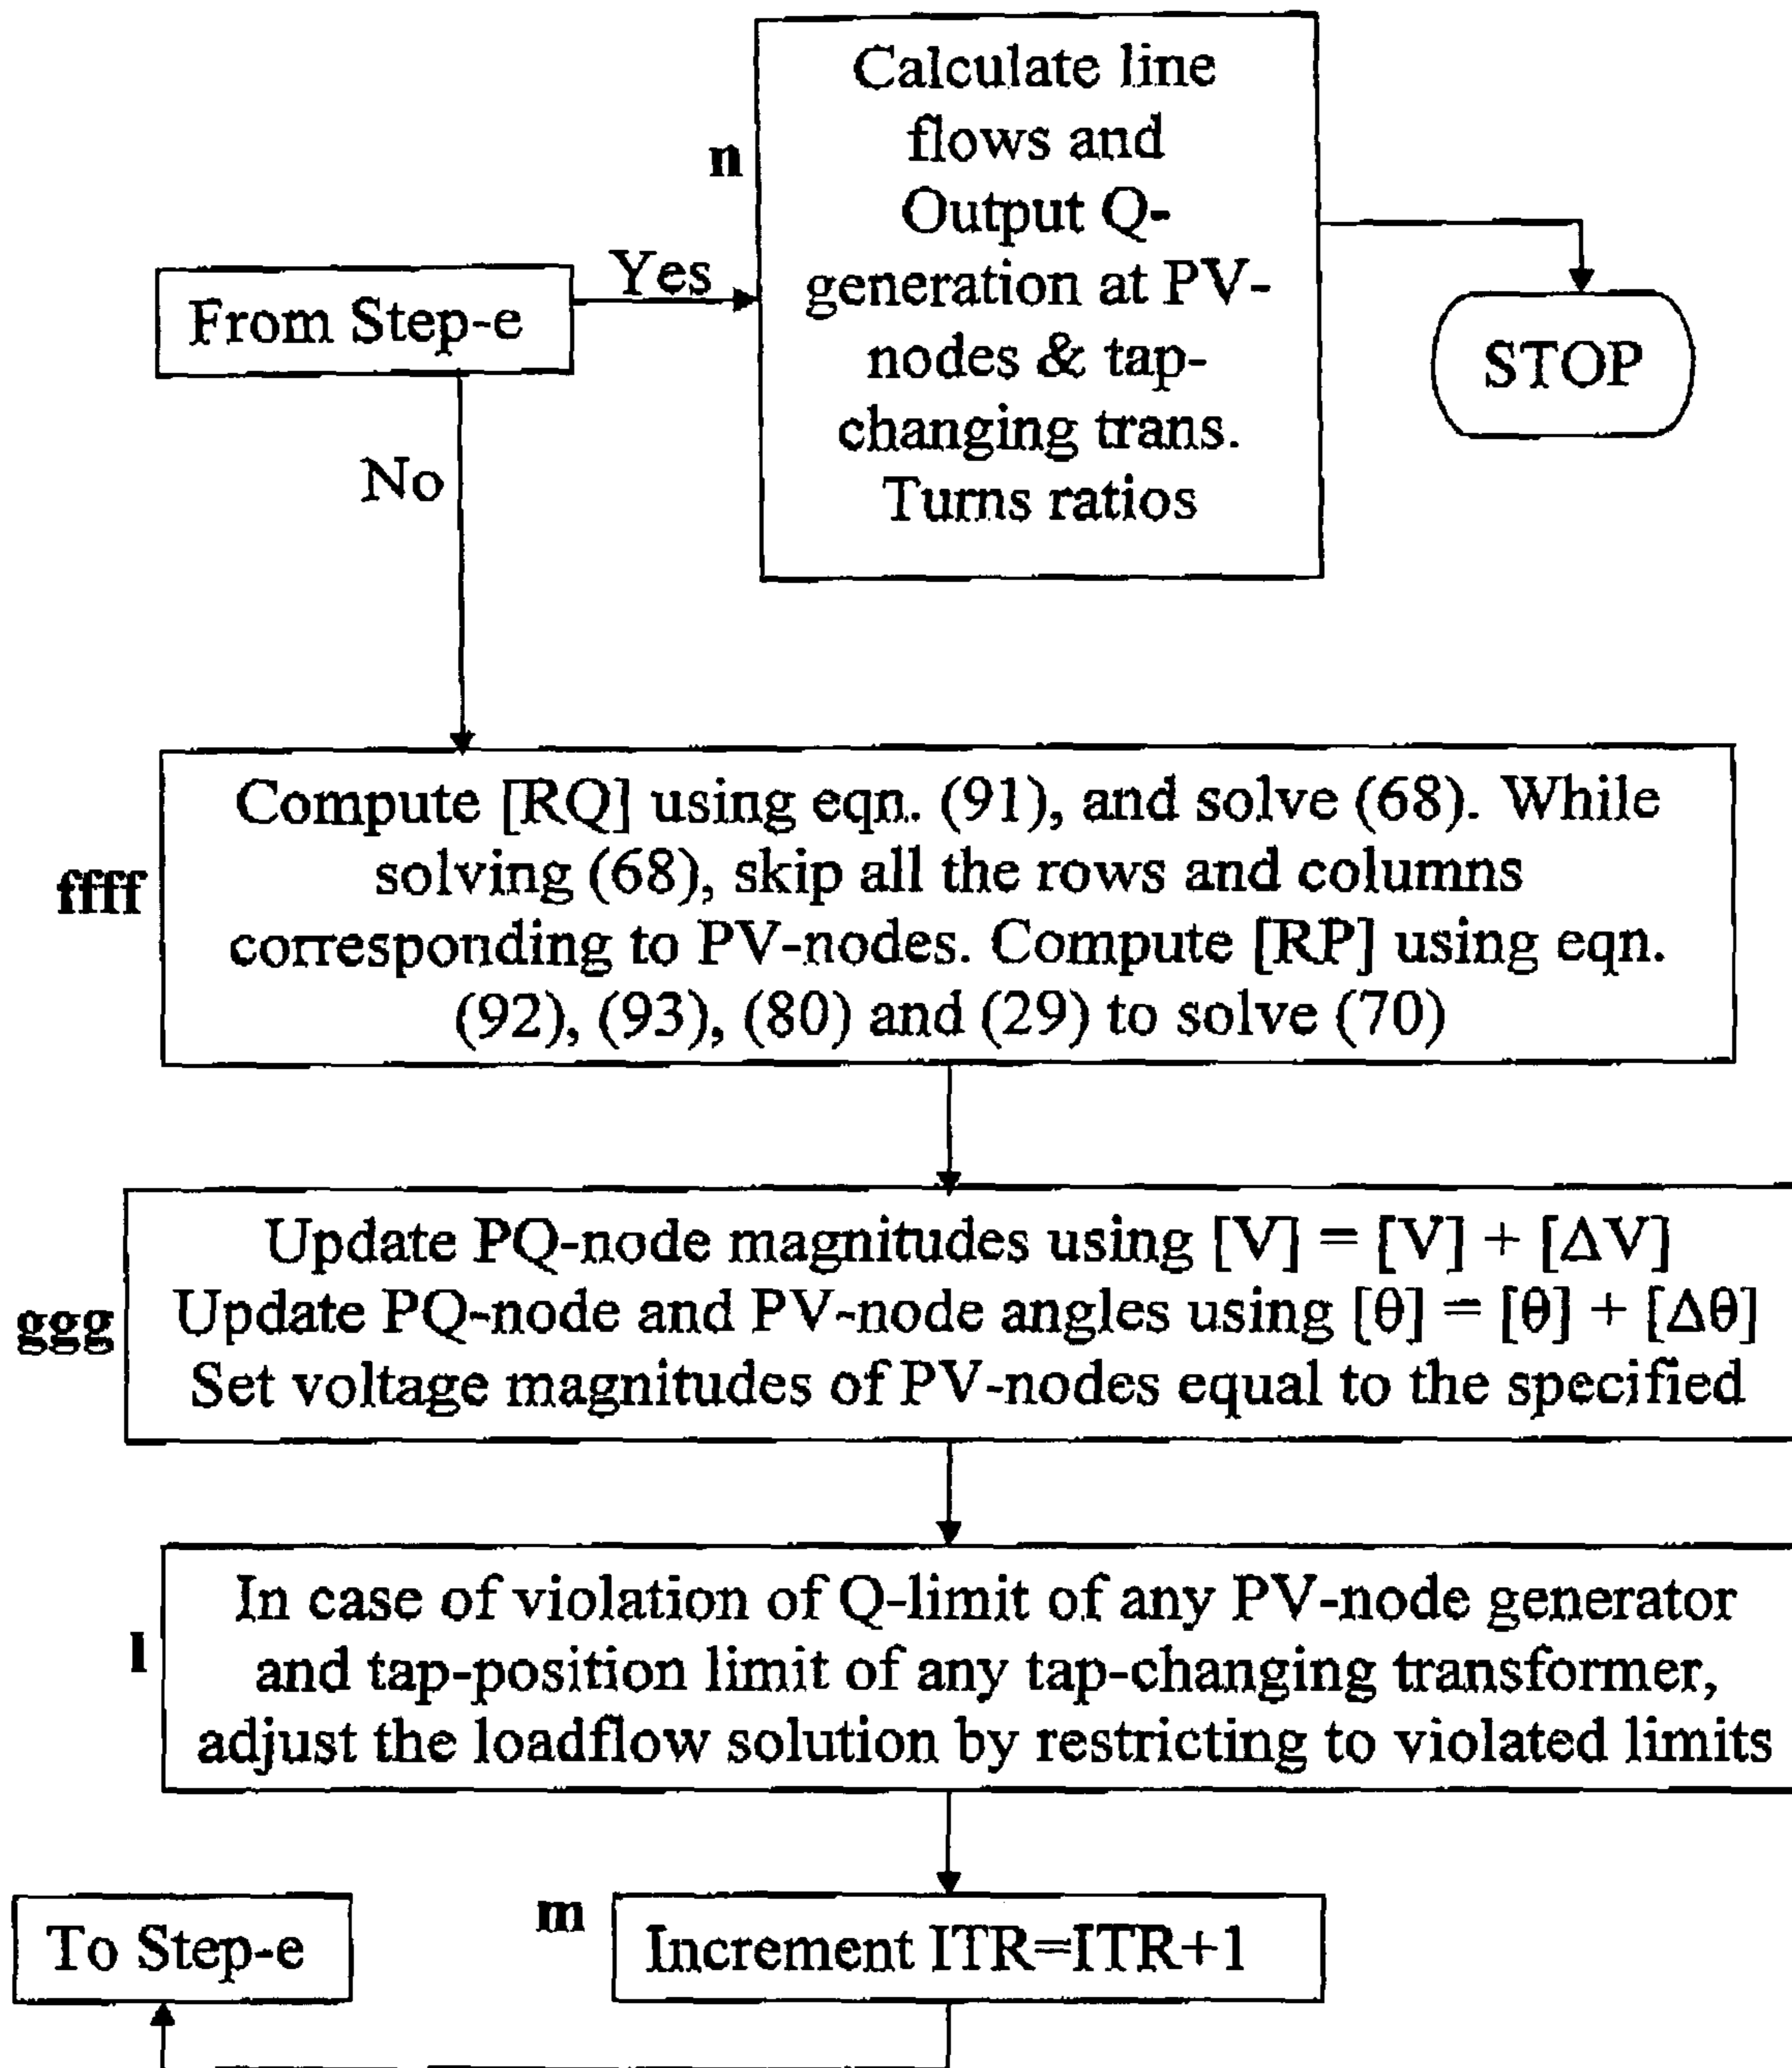 Calculate line
flows and
Output Q-
generation at PV-
nodes & tap-
changing trans.
Turns ratios
n
From Step-e
Yes
STOP
No
Compute [RQ] using eqn. (91), and solve (68). While
solving (68), skip all the rows and columns
corresponding to PV-nodes. Compute [RP] using eqn.
(92), (93), (80) and (29) to solve (70)
ffff
Update PQ-node magnitudes using [V] = [V] + [ΔV]
Update PQ-node and PV-node angles using [θ] = [θ] + [Δθ]
Set voltage magnitudes of PV-nodes equal to the specified
ggg
In case of violation of Q-limit of any PV-node generator
and tap-position limit of any tap-changing transformer,
adjust the loadflow solution by restricting to violated limits
l
To Step-e
m
Increment ITR=ITR+1